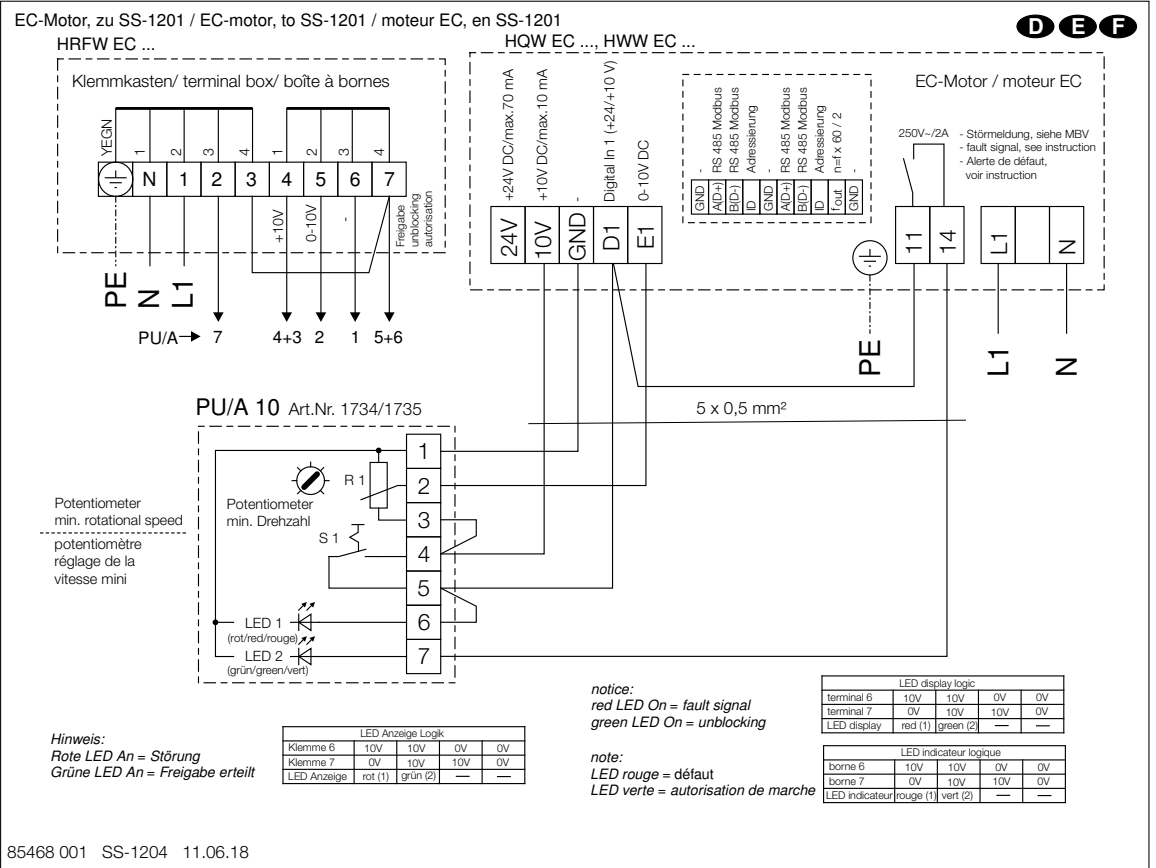 EC-Motor, zu SS-1201 / EC-motor, to SS-1201 / moteur EC, en SS-1201
D E F
HRFW EC ...
HQW EC ..., HWW EC ...
Klemmkasten/ terminal box/ boîte à bornes
YEGN 1 2 3 4 1 2 3 4
N 1 2 3 4 5 6 7
+10V
0-10V
-
Freigabe
unblocking
autorisation
PE N L1
PU/A 7 4+3 2 1 5+6
+24V DC/max.70 mA
+10V DC/max.10 mA
-
Digital In 1 (+24/+10 V)
0-10V DC
24V 10V GND D1 E1
-
RS 485 Modbus
RS 485 Modbus
Adressierung
-
RS 485 Modbus
RS 485 Modbus
Adressierung
n=f x 60 / 2
-
GND
A(D+)
B(D-)
ID
GND
A(D+)
B(D-)
ID
f out
GND
EC-Motor / moteur EC
250V~/2A
- Störmeldung, siehe MBV
- fault signal, see instruction
- Alerte de défaut,
voir instruction
11 14 L1 N
PE L1 N
5 x 0,5 mm²
PU/A 10 Art.Nr. 1734/1735
1
2
3
4
5
6
7
R 1
Potentiometer
min. Drehzahl
S 1
LED 1
(rot/red/rouge)
LED 2
(grün/green/vert)
Potentiometer
min. rotational speed
potentiomètre
réglage de la
vitesse mini
Hinweis:
Rote LED An = Störung
Grüne LED An = Freigabe erteilt
LED Anzeige Logik
Klemme 6 10V 10V 0V 0V
Klemme 7 0V 10V 10V 0V
LED Anzeige rot (1) grün (2) — —
notice:
red LED On = fault signal
green LED On = unblocking
LED display logic
terminal 6 10V 10V 0V 0V
terminal 7 0V 10V 10V 0V
LED display red (1) green (2) — —
note:
LED rouge = défaut
LED verte = autorisation de marche
LED indicateur logique
borne 6 10V 10V 0V 0V
borne 7 0V 10V 10V 0V
LED indicateur rouge (1) vert (2) — —
85468 001 SS-1204 11.06.18